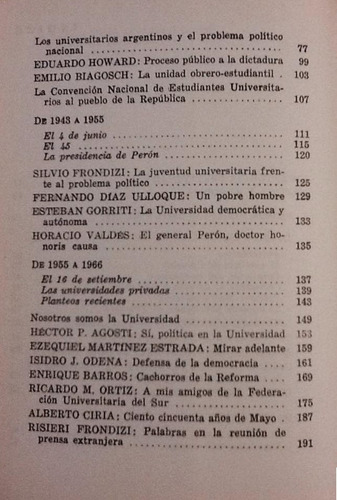 Los universitarios argentinos y el problema político
nacional ........................................ 77
EDUARDO HOWARD: Proceso público a la dictadura 99
EMILIO BIAGOSCH: La unidad obrero-estudiantil . 103
La Convención Nacional de Estudiantes Universita-
rios al pueblo de la República .................. 107
DE 1943 A 1955
El 4 de junio ................................ 111
El 45 ........................................ 115
La presidencia de Perón ...................... 120
SILVIO FRONDIZI: La juventud universitaria fren-
te al problema político ......................... 125
FERNANDO DÍAZ ULLOQUE: Un pobre hombre 129
ESTEBAN GORRITI: La Universidad democrática y
autónoma ........................................ 133
HORACIO VALDÉS: El general Perón, doctor ho-
noris causa ..................................... 135
DE 1955 A 1966
El 16 de setiembre ........................... 137
Las universidades privadas ................... 139
Planteos recientes ........................... 143
Nosotros somos la Universidad ................... 149
HÉCTOR P. AGOSTI: Sí, política en la Universidad 153
EZEQUIEL MARTÍNEZ ESTRADA: Mirar adelante 159
ISIDRO J. ODENA: Defensa de la democracia .... 161
ENRIQUE BARROS: Cachorros de la Reforma .... 169
RICARDO M. ORTIZ: A mis amigos de la Federa-
ción Universitaria del Sur ...................... 175
ALBERTO CIRIA: Ciento cincuenta años de Mayo . 187
RISIERI FRONDIZI: Palabras en la reunión de
prensa extranjera ............................... 191